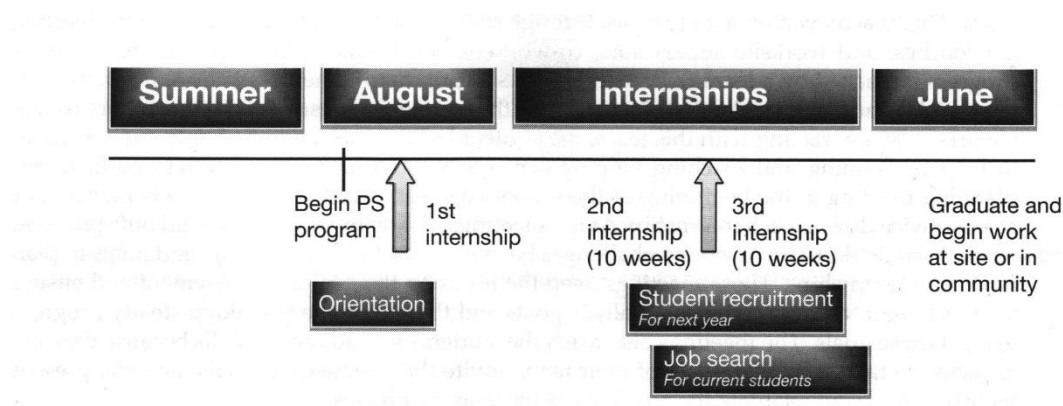 Summer
August
Internships
June
Begin PS
program
1st
internship
2nd
internship
(10 weeks)
3rd
internship
(10 weeks)
Graduate and
begin work
at site or in
community
Orientation
Student recruitment
For next year
Job search
For current students